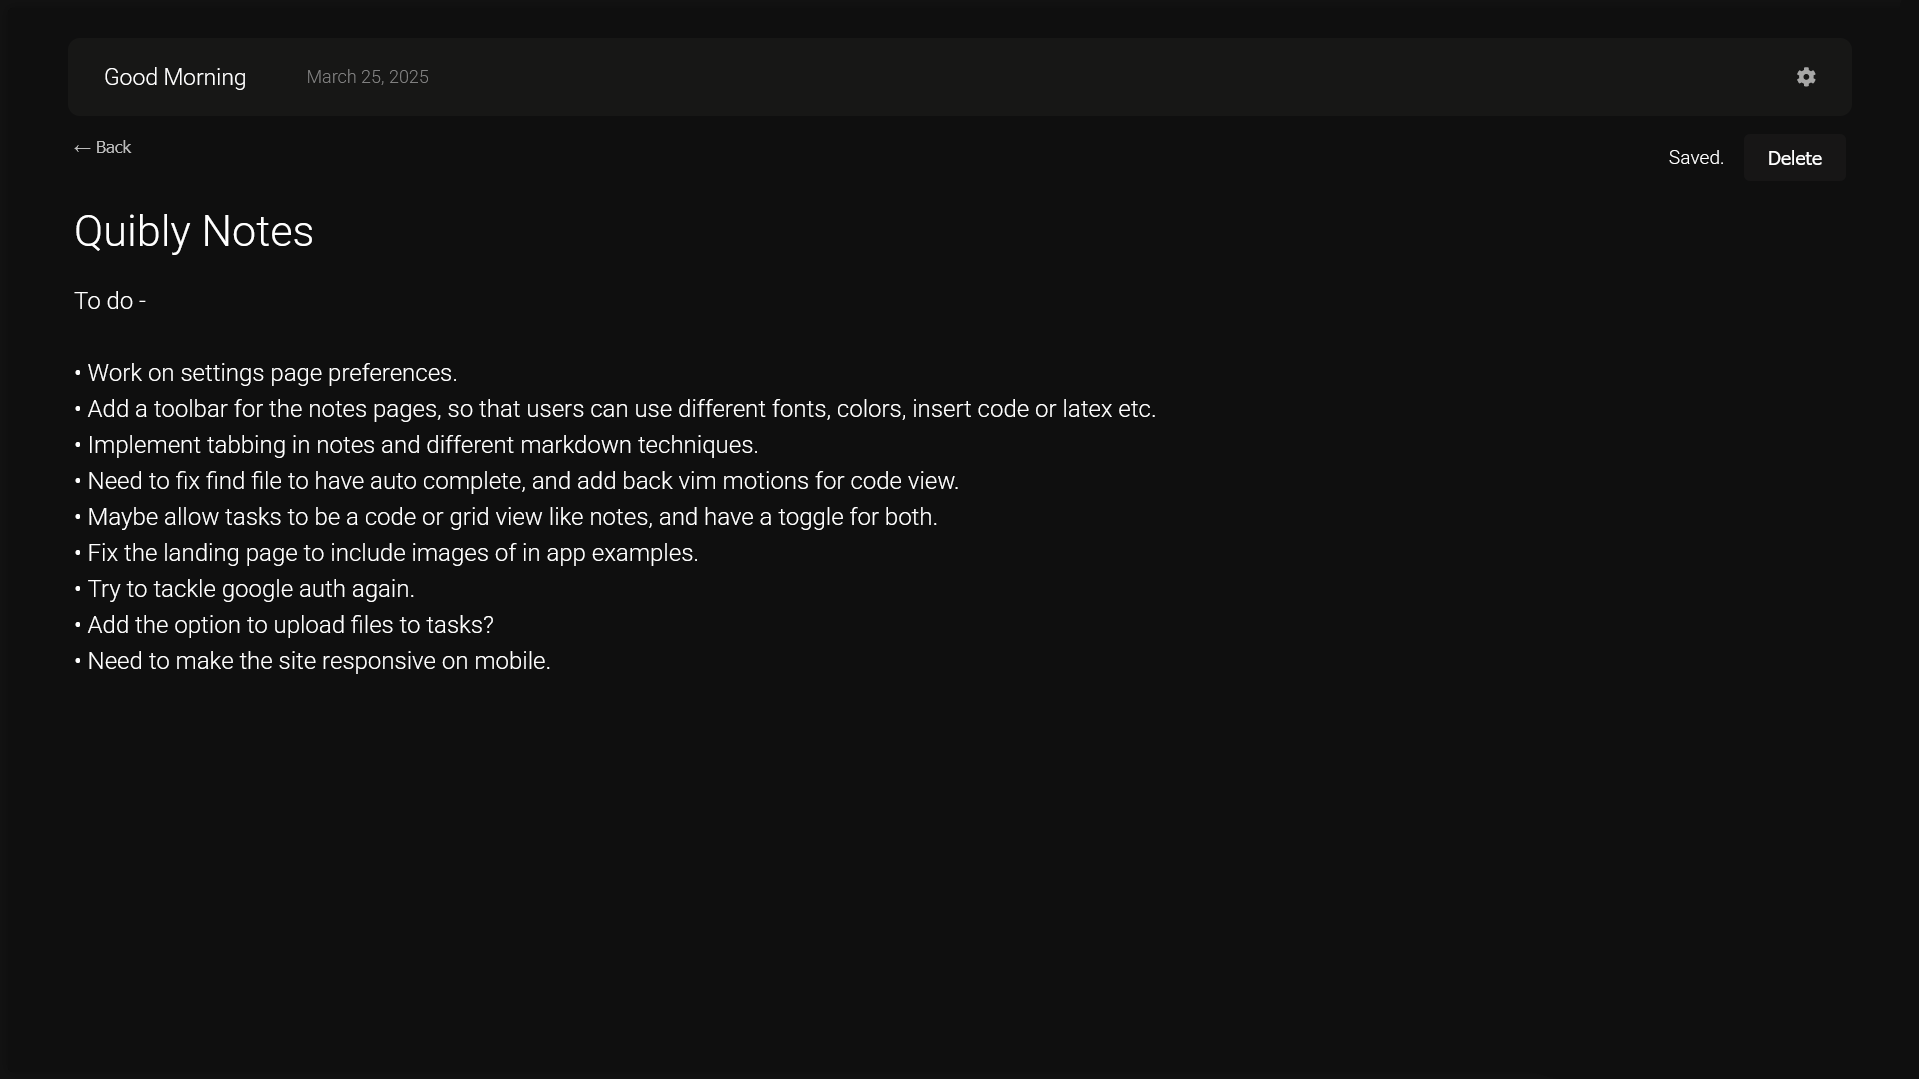 Good Morning March 25, 2025
← Back
Saved. Delete
Quibly Notes
To do -
• Work on settings page preferences.
• Add a toolbar for the notes pages, so that users can use different fonts, colors, insert code or latex etc.
• Implement tabbing in notes and different markdown techniques.
• Need to fix find file to have auto complete, and add back vim motions for code view.
• Maybe allow tasks to be a code or grid view like notes, and have a toggle for both.
• Fix the landing page to include images of in app examples.
• Try to tackle google auth again.
• Add the option to upload files to tasks?
• Need to make the site responsive on mobile.